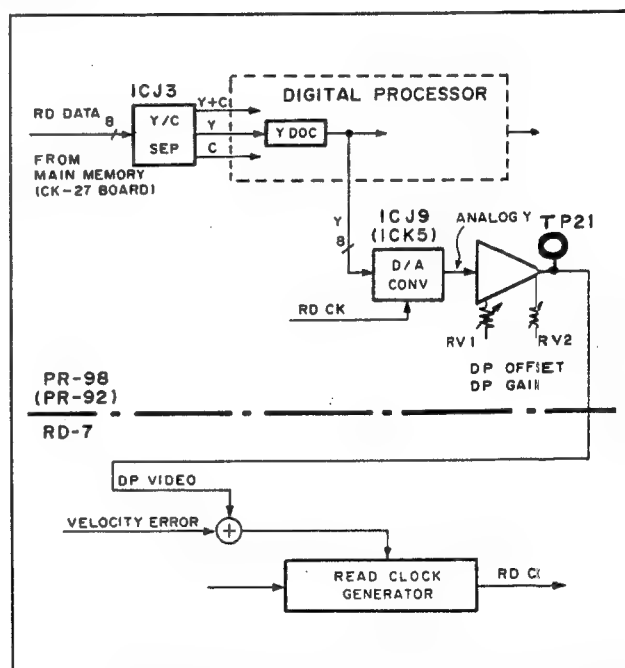 ICJ3
Y+C
DIGITAL PROCESSOR
RD DATA
8
Y/C
SEP
Y
C
Y DOC
FROM
MAIN MEMORY
(CK-27 BOARD)
Y
8
ICJ9
(ICK5)
ANALOG Y
TP21
D/A
CONV
RD CK
RV1
RV2
DP OFFSET
DP GAIN
PR-98
(PR-92)
RD-7
DP VIDEO
VELOCITY ERROR
+
READ CLOCK
GENERATOR
RD CK